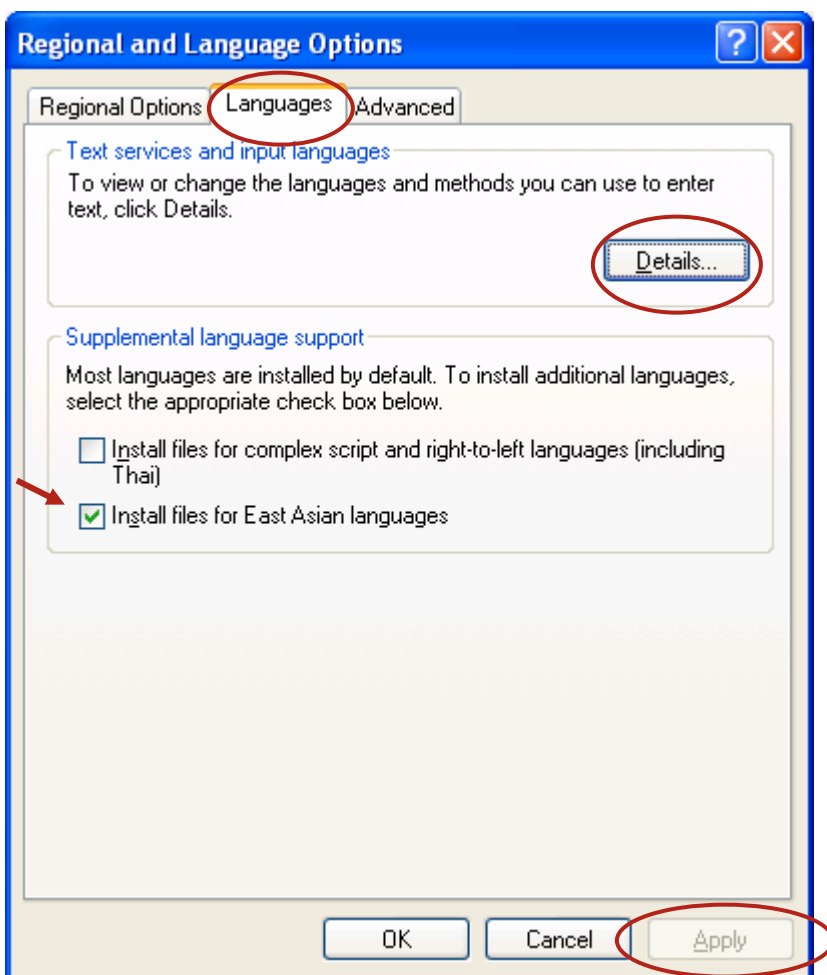 Regional and Language Options
Regional Options Languages Advanced
Text services and input languages
To view or change the languages and methods you can use to enter
text, click Details.
Details...
Supplemental language support
Most languages are installed by default. To install additional languages,
select the appropriate check box below.
Install files for complex script and right-to-left languages (including
Thai)
Install files for East Asian languages
OK Cancel Apply